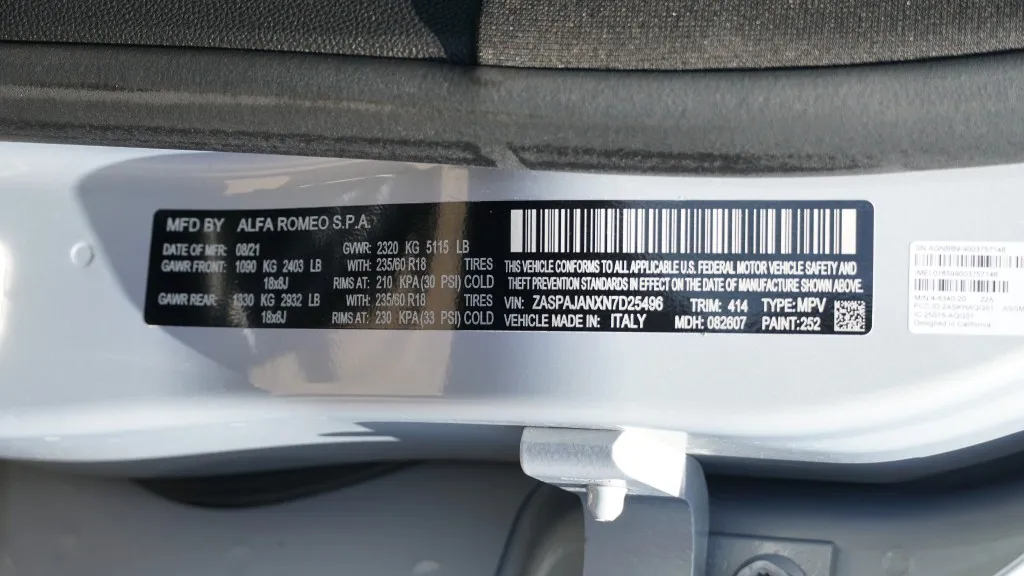 MFD BY ALFA ROMEO S.P.A.
DATE OF MFR: 08/21 GVWR: 2320 KG 5115 LB
GAWR FRONT: 1090 KG 2403 LB WITH: 235/60 R18 TIRES
18x8J RIMS AT: 210 KPA (30 PSI) COLD
GAWR REAR: 1330 KG 2932 LB WITH: 235/60 R18 TIRES
18x8J RIMS AT: 230 KPA (33 PSI) COLD
THIS VEHICLE CONFORMS TO ALL APPLICABLE U.S. FEDERAL MOTOR VEHICLE SAFETY AND
THEFT PREVENTION STANDARDS IN EFFECT ON THE DATE OF MANUFACTURE SHOWN ABOVE.
VIN: ZASPAJANXN7D25496 TRIM: 414 TYPE: MPV
VEHICLE MADE IN: ITALY MDH: 082607 PAINT: 252
Designed in California